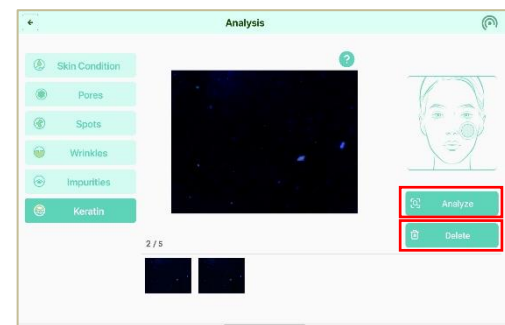 Analysis
?
Skin Condition
Pores
Spots
Wrinkles
Impurities
Keratin
Analyze
Delete
2 / 5